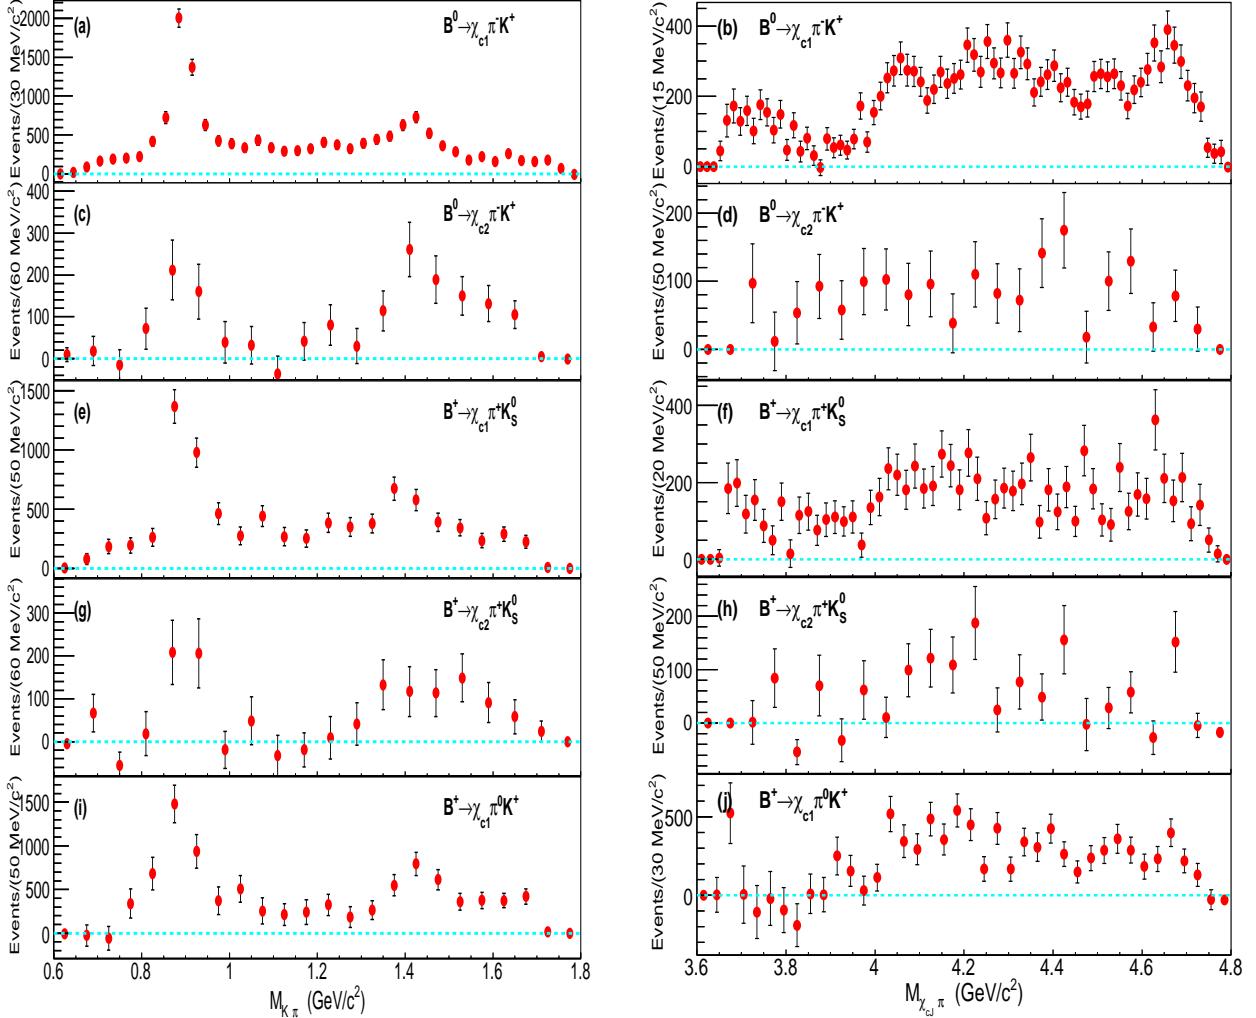 (a) B⁰→χc1π⁻K⁺
Events/(30 MeV/c²)
2000
1500
1000
500
0
(b) B⁰→χc1π⁻K⁺
Events/(15 MeV/c²)
400
200
0
(c) B⁰→χc2π⁻K⁺
Events/(60 MeV/c²)
400
300
200
100
0
(d) B⁰→χc2π⁻K⁺
Events/(50 MeV/c²)
200
100
0
(e) B⁺→χc1π⁺K⁰S
Events/(50 MeV/c²)
1500
1000
500
0
(f) B⁺→χc1π⁺K⁰S
Events/(20 MeV/c²)
400
200
0
(g) B⁺→χc2π⁺K⁰S
Events/(60 MeV/c²)
300
200
100
0
(h) B⁺→χc2π⁺K⁰S
Events/(50 MeV/c²)
200
100
0
(i) B⁺→χc1π⁰K⁺
Events/(50 MeV/c²)
1500
1000
500
0
(j) B⁺→χc1π⁰K⁺
Events/(30 MeV/c²)
500
0
0.6 0.8 1 1.2 1.4 1.6 1.8
MKπ (GeV/c²)
3.6 3.8 4 4.2 4.4 4.6 4.8
MχcJπ (GeV/c²)